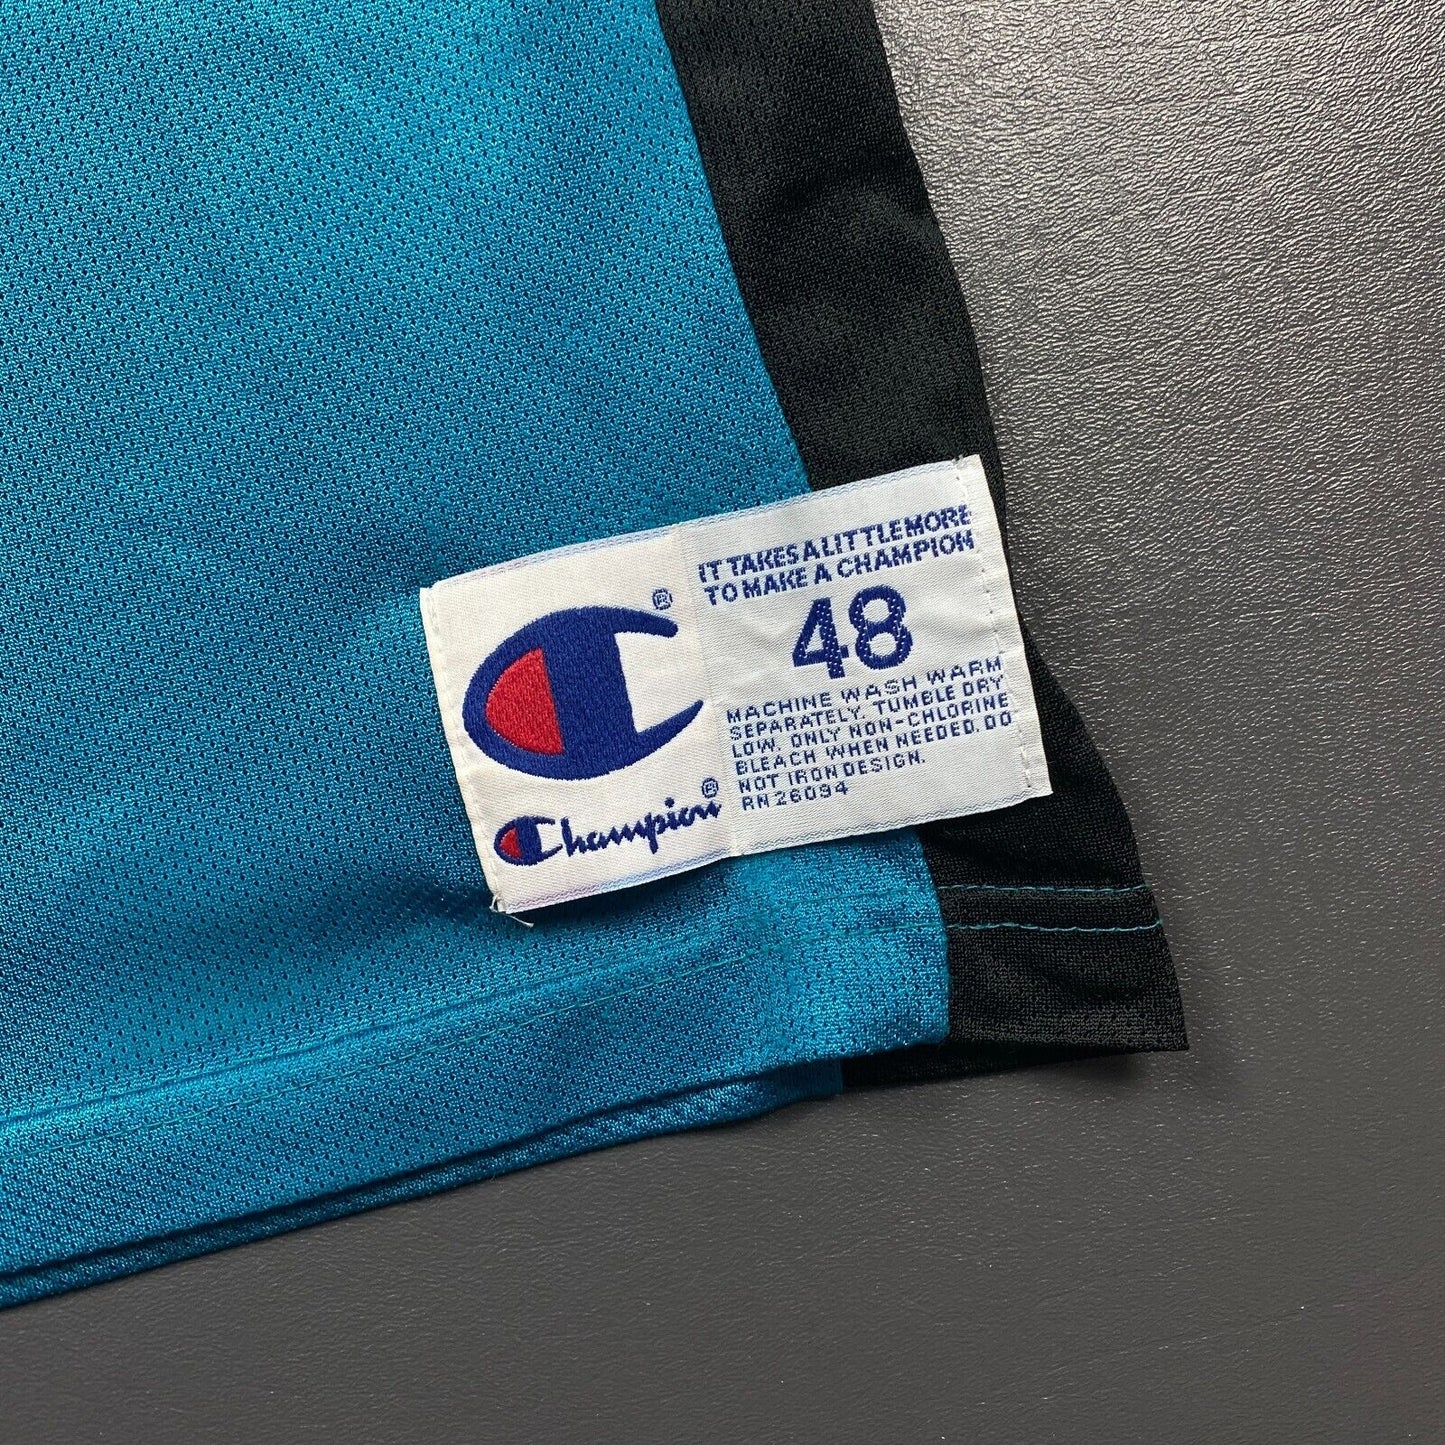 ®
Champion®
IT TAKES A LITTLE MORE
TO MAKE A CHAMPION
48
MACHINE WASH WARM
SEPARATELY. TUMBLE DRY
LOW. ONLY NON-CHLORINE
BLEACH WHEN NEEDED. DO
NOT IRON DESIGN.
RN 26094